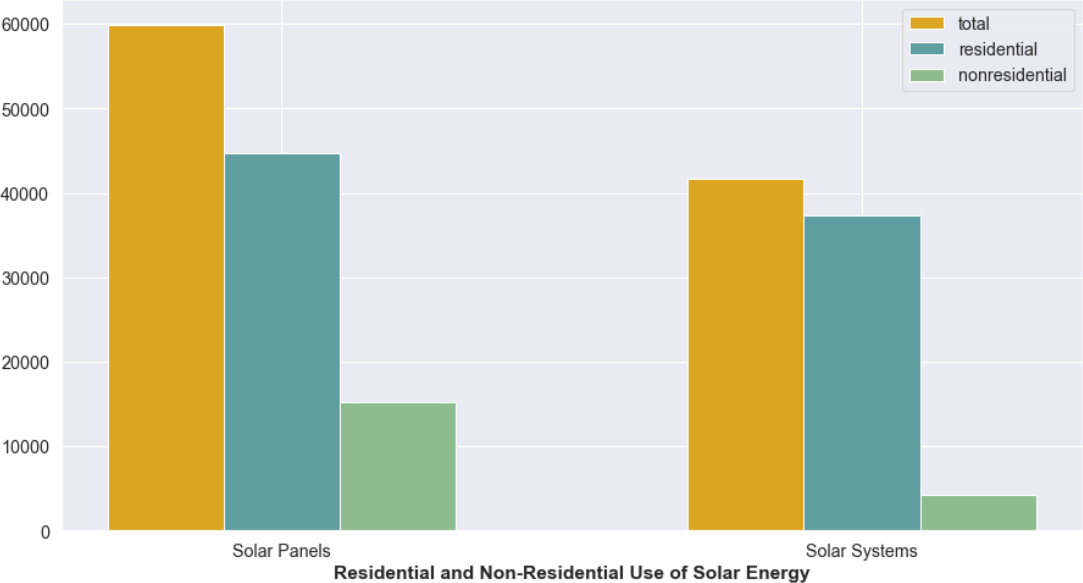 60000
50000
40000
30000
20000
10000
0
total
residential
nonresidential
Solar Panels
Solar Systems
Residential and Non-Residential Use of Solar Energy